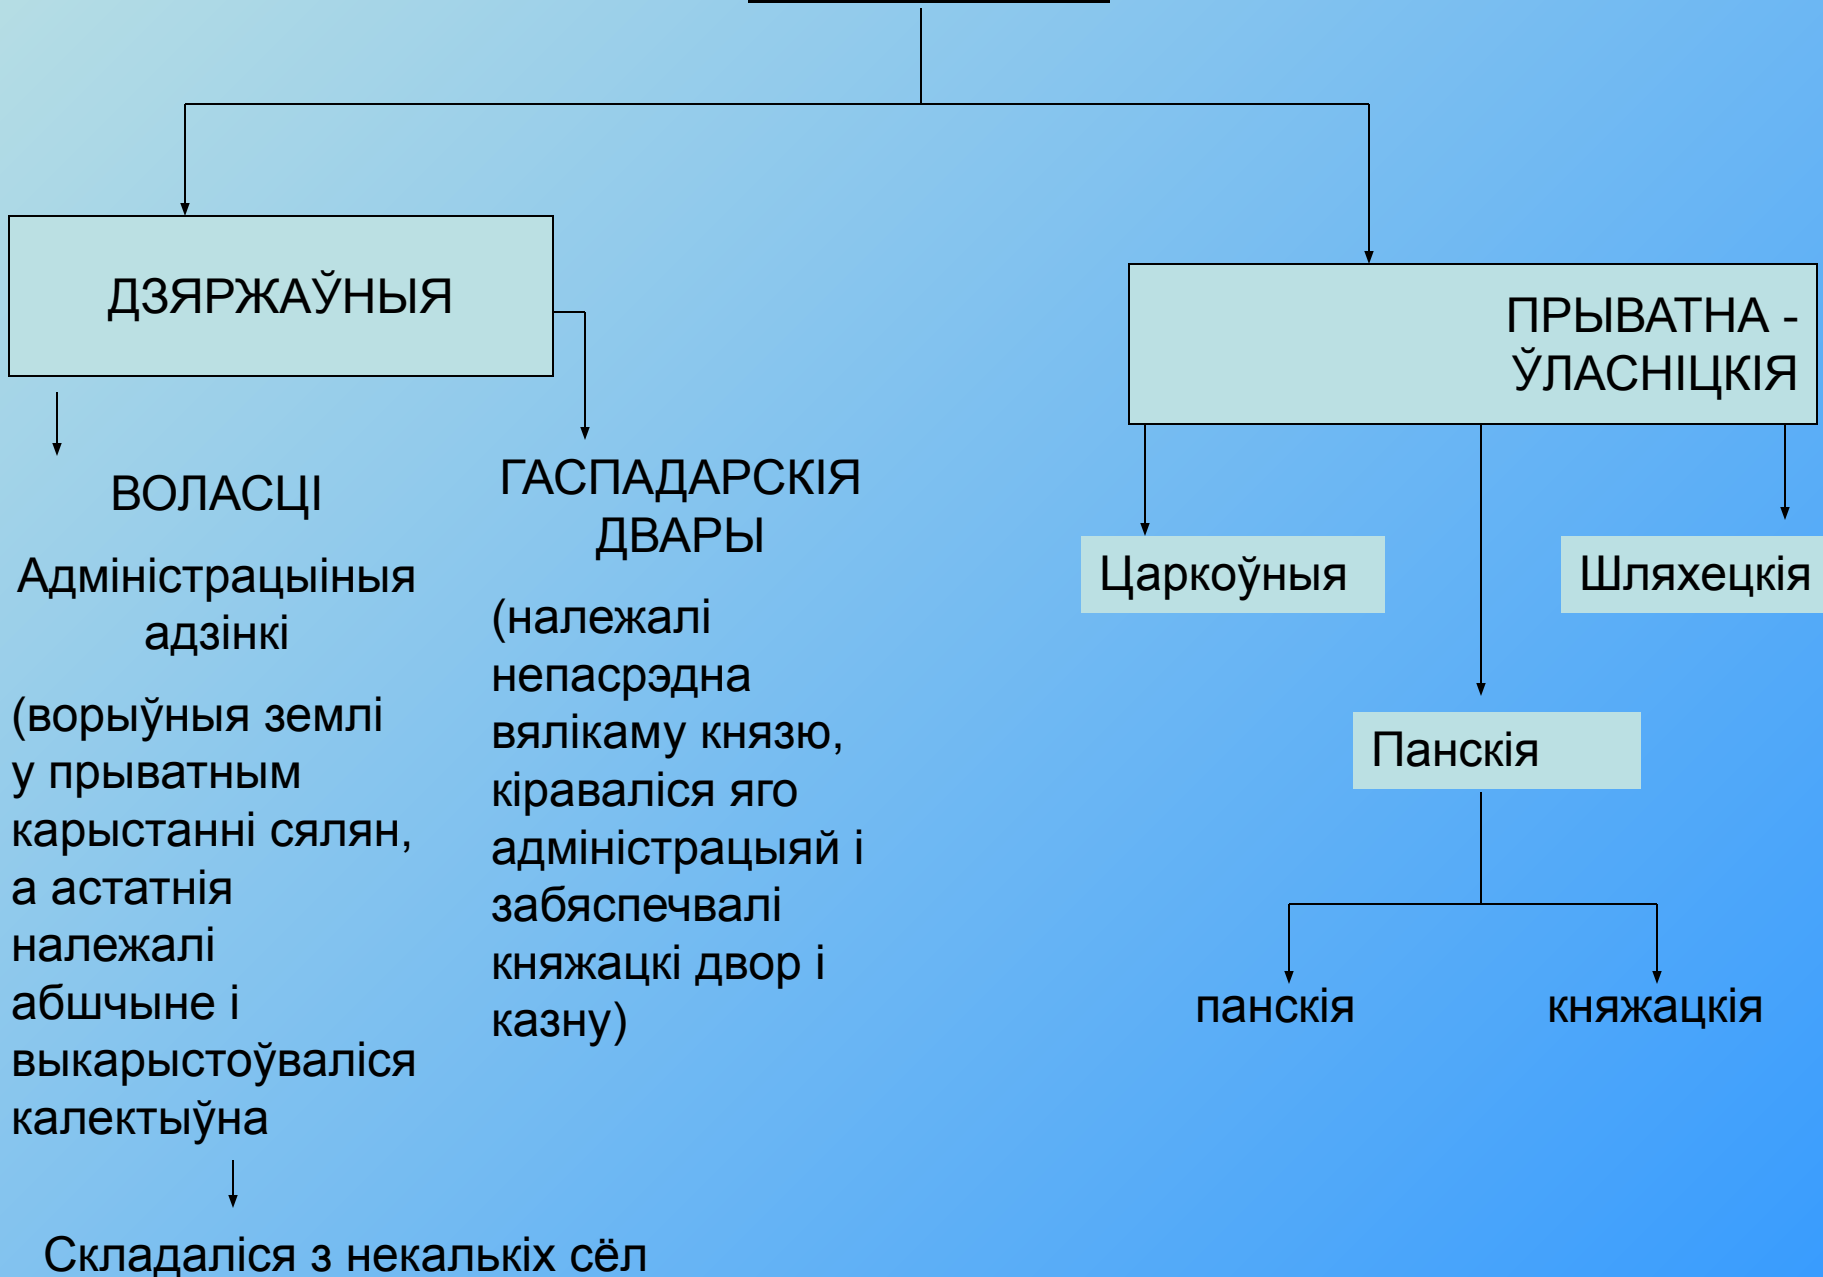 ДЗЯРЖАЎНЫЯ
ПРЫВАТНА -
ЎЛАСНІЦКІЯ
ВОЛАСЦІ
Адміністрацыіныя
адзінкі
(ворыўныя землі
у прыватным
карыстанні сялян,
а астатнія
належалі
абшчыне і
выкарыстоўваліся
калектыўна
Складаліся з некалькіх сёл
ГАСПАДАРСКІЯ
ДВАРЫ
(належалі
непасрэдна
вялікаму князю,
кіраваліся яго
адміністрацыяй і
забяспечвалі
княжацкі двор і
казну)
Царкоўныя
Шляхецкія
Панскія
панскія
княжацкія